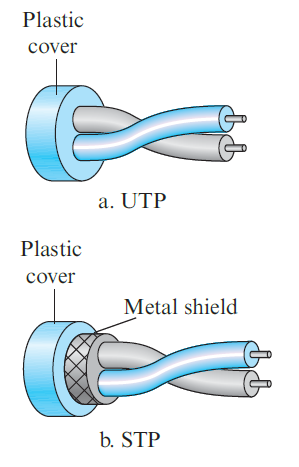 Plastic
cover
a. UTP
Plastic
cover
Metal shield
b. STP